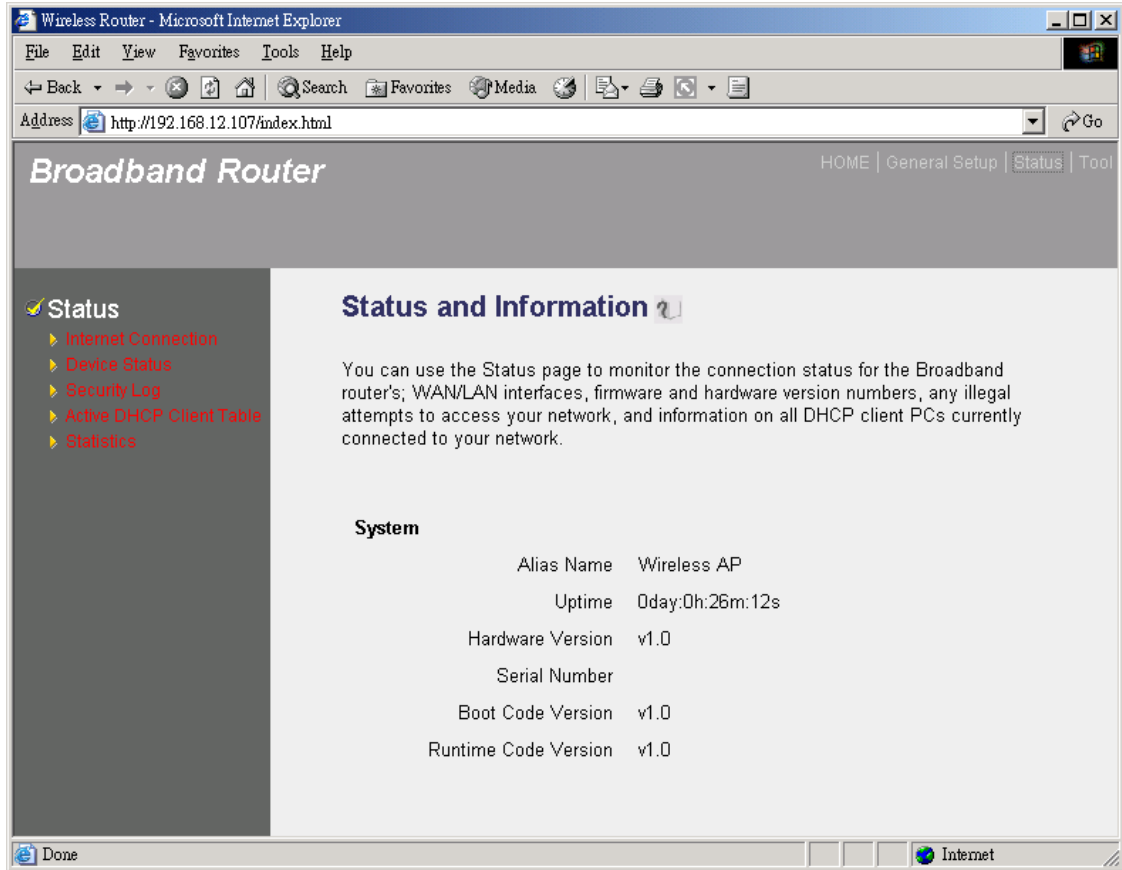 Wireless Router - Microsoft Internet Explorer
File Edit View Favorites Tools Help
Back Search Favorites Media
Address http://192.168.12.107/index.html Go
Broadband Router
HOME | General Setup | Status | Tool
Status
Internet Connection
Device Status
Security Log
Active DHCP Client Table
Statistics
Status and Information
You can use the Status page to monitor the connection status for the Broadband
router's; WAN/LAN interfaces, firmware and hardware version numbers, any illegal
attempts to access your network, and information on all DHCP client PCs currently
connected to your network.
System
Alias Name Wireless AP
Uptime 0day:0h:26m:12s
Hardware Version v1.0
Serial Number
Boot Code Version v1.0
Runtime Code Version v1.0
Done Internet